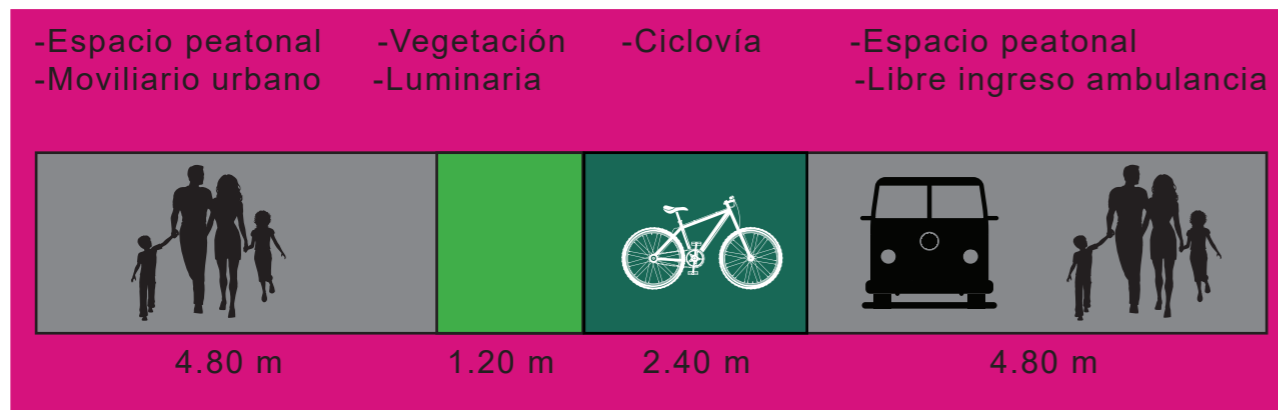 -Espacio peatonal
-Moviliario urbano
-Vegetación
-Luminaria
-Ciclovía
-Espacio peatonal
-Libre ingreso ambulancia
4.80 m
1.20 m
2.40 m
4.80 m